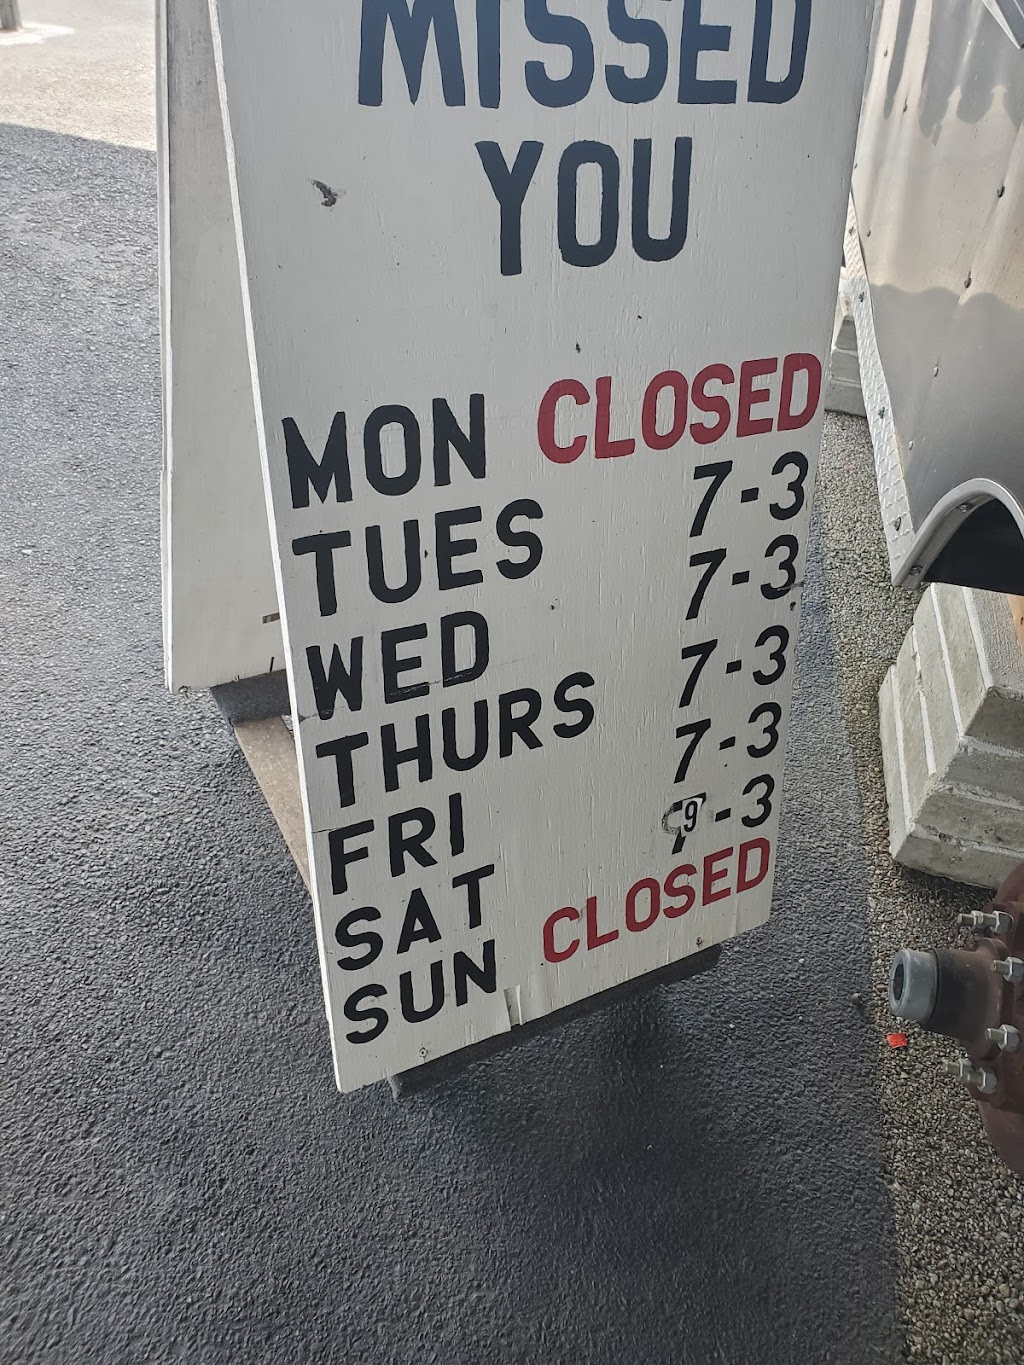 MISSED
YOU
MON CLOSED
TUES 7-3
WED 7-3
THURS 7-3
FRI 7-3
SAT 9-3
SUN CLOSED